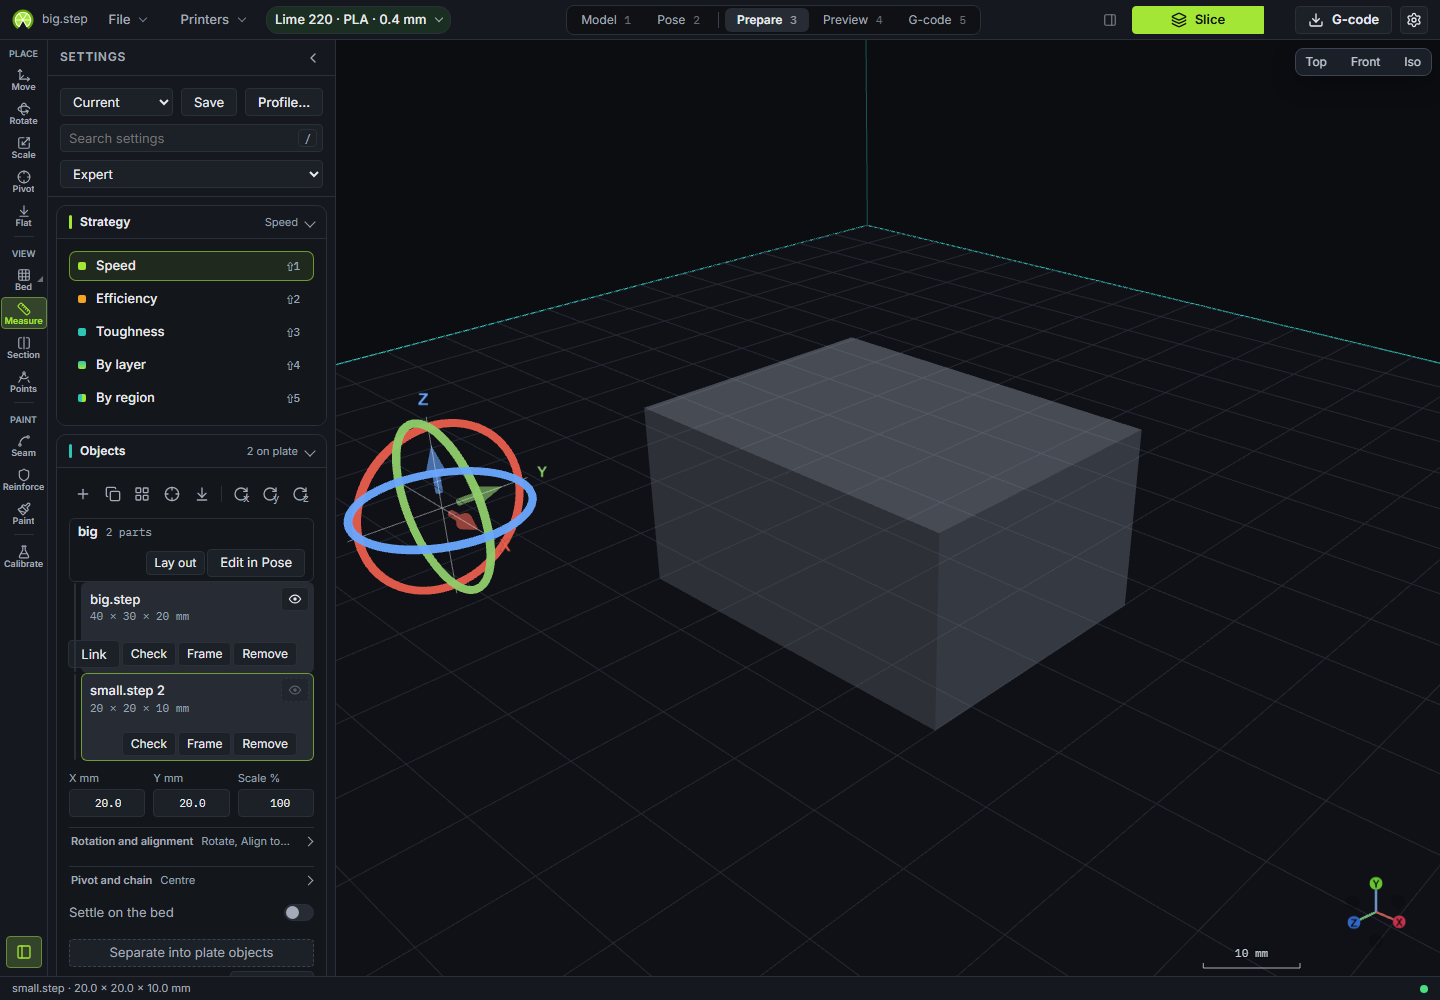 big.step File Printers Lime 220 · PLA · 0.4 mm Model 1 Pose 2 Prepare 3 Preview 4 G-code 5 Slice G-code
PLACE
Move
Rotate
Scale
Pivot
Flat
VIEW
Bed
Measure
Section
Points
PAINT
Seam
Reinforce
Paint
Calibrate
SETTINGS
Current Save Profile...
Search settings /
Expert
Strategy Speed
Speed ⇧1
Efficiency ⇧2
Toughness ⇧3
By layer ⇧4
By region ⇧5
Objects 2 on plate
x y z
big 2 parts
Lay out Edit in Pose
big.step
40 × 30 × 20 mm
Link Check Frame Remove
small.step 2
20 × 20 × 10 mm
Check Frame Remove
X mm Y mm Scale %
20.0 20.0 100
Rotation and alignment Rotate, Align to...
Pivot and chain Centre
Settle on the bed
Separate into plate objects
Top Front Iso
Z
Y
X
Y
Z X
10 mm
small.step · 20.0 × 20.0 × 10.0 mm